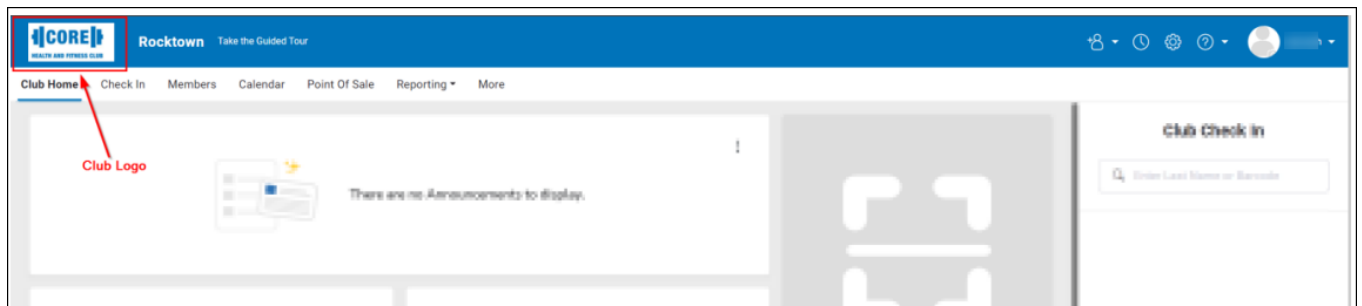 CORE
HEALTH AND FITNESS CLUB
Rocktown Take the Guided Tour
Club Home Check In Members Calendar Point Of Sale Reporting More
Club Logo
There are no Announcements to display.
Club Check In
Enter Last Name or Barcode